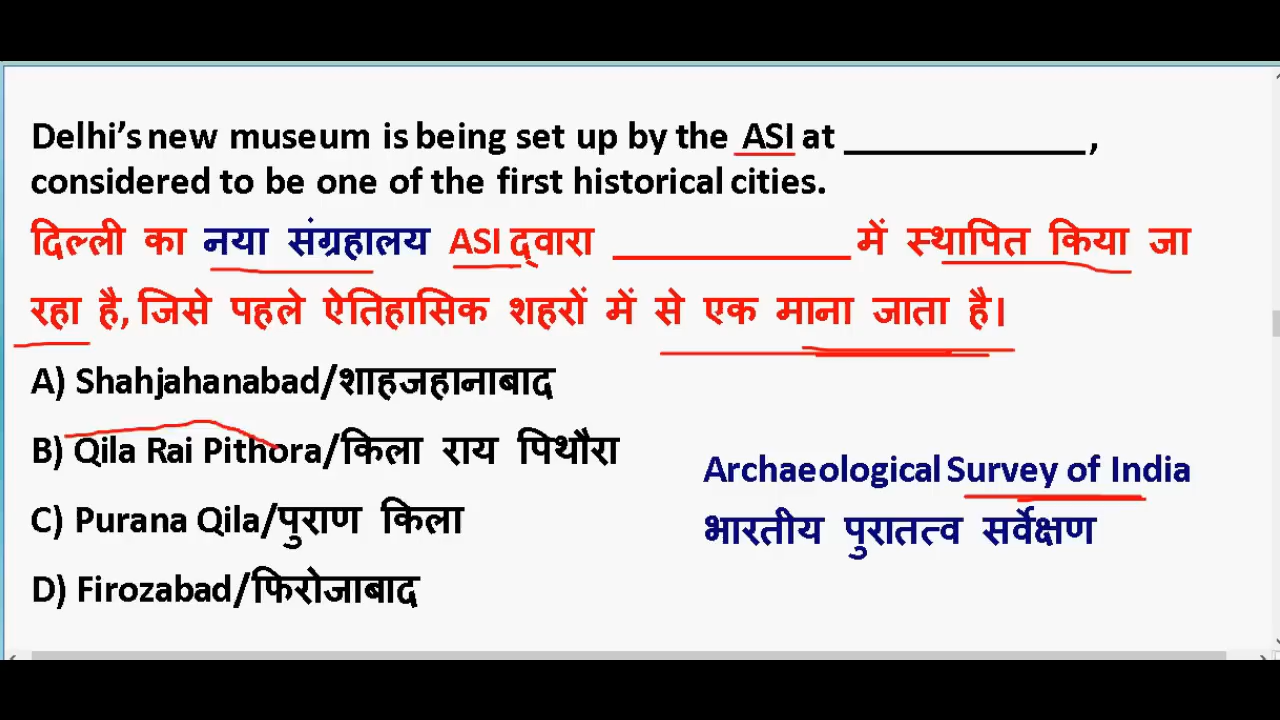 Delhi's new museum is being set up by the ASI at ____________,
considered to be one of the first historical cities.
दिल्ली का नया संग्रहालय ASI द्वारा ____________ में स्थापित किया जा
रहा है, जिसे पहले ऐतिहासिक शहरों में से एक माना जाता है।
A) Shahjahanabad/शाहजहानाबाद
B) Qila Rai Pithora/किला राय पिथौरा
C) Purana Qila/पुराण किला
D) Firozabad/फिरोजाबाद
Archaeological Survey of India
भारतीय पुरातत्व सर्वेक्षण